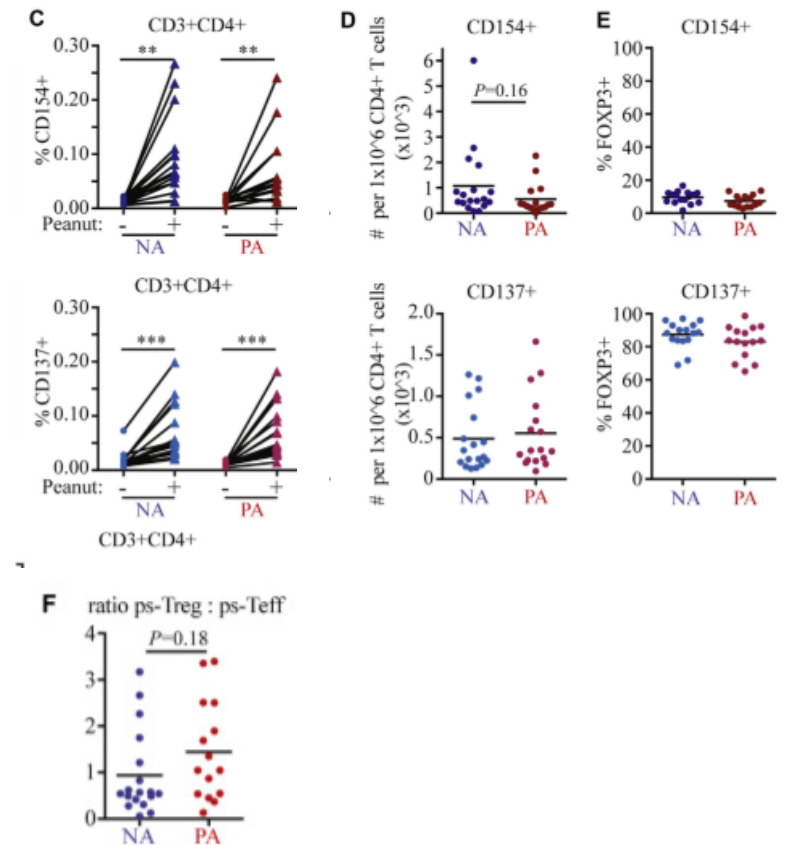 C
CD3+CD4+
% CD154+
0.30
0.20
0.10
0.00
** **
Peanut: - + - +
NA PA
D
CD154+
# per 1x10^6 CD4+ T cells
(x10^3)
6
5
4
3
2
1
0
P=0.16
NA PA
E
CD154+
% FOXP3+
100
80
60
40
20
0
NA PA
CD3+CD4+
% CD137+
0.30
0.20
0.10
0.00
*** ***
Peanut: - + - +
NA PA
CD137+
# per 1x10^6 CD4+ T cells
(x10^3)
2.0
1.5
1.0
0.5
0
NA PA
CD137+
% FOXP3+
100
80
60
40
20
0
NA PA
CD3+CD4+
F
ratio ps-Treg : ps-Teff
4
3
2
1
0
P=0.18
NA PA